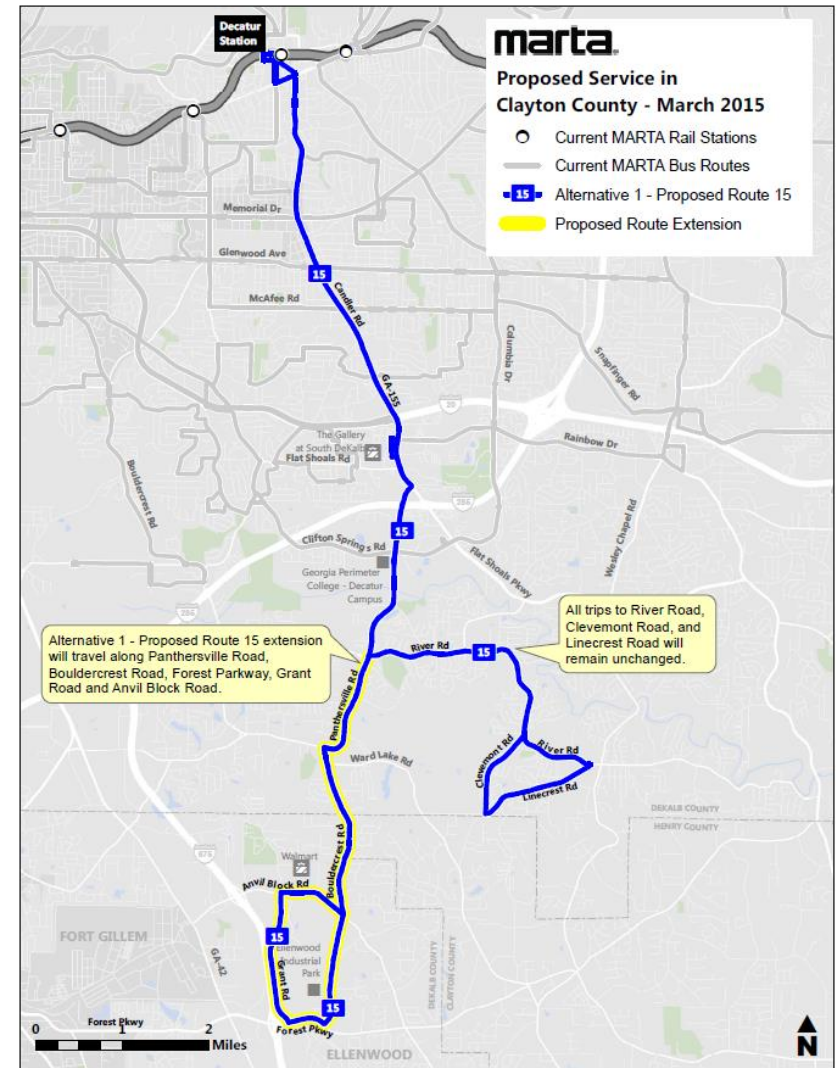 Decatur
Station
marta
Proposed Service in
Clayton County - March 2015
Current MARTA Rail Stations
Current MARTA Bus Routes
15 Alternative 1 - Proposed Route 15
Proposed Route Extension
Memorial Dr
Glenwood Ave
15
McAfee Rd
Candler Rd
Columbia Dr
Snapfinger Rd
GA-155
20
The Gallery
at South DeKalb
Flat Shoals Rd
Rainbow Dr
Bouldercrest Rd
285
Wesley Chapel Rd
15
Clifton Springs Rd
Flat Shoals Pkwy
Georgia Perimeter
College - Decatur
Campus
285
All trips to River Road,
Clevemont Road, and
Linecrest Road will
remain unchanged.
Alternative 1 - Proposed Route 15 extension
will travel along Panthersville Road,
Bouldercrest Road, Forest Parkway, Grant
Road and Anvil Block Road.
River Rd
15
Panthersville Rd
Ward Lake Rd
Clevemont Rd
River Rd
Linecrest Rd
DEKALB COUNTY
HENRY COUNTY
675
Walmart
Bouldercrest Rd
Anvil Block Rd
FORT GILLEM
15
Ellenwood
Industrial
Park
GA-42
Grant Rd
DEKALB COUNTY
CLAYTON COUNTY
15
Forest Pkwy
Forest Pkwy
0 1 2
Miles
ELLENWOOD
N